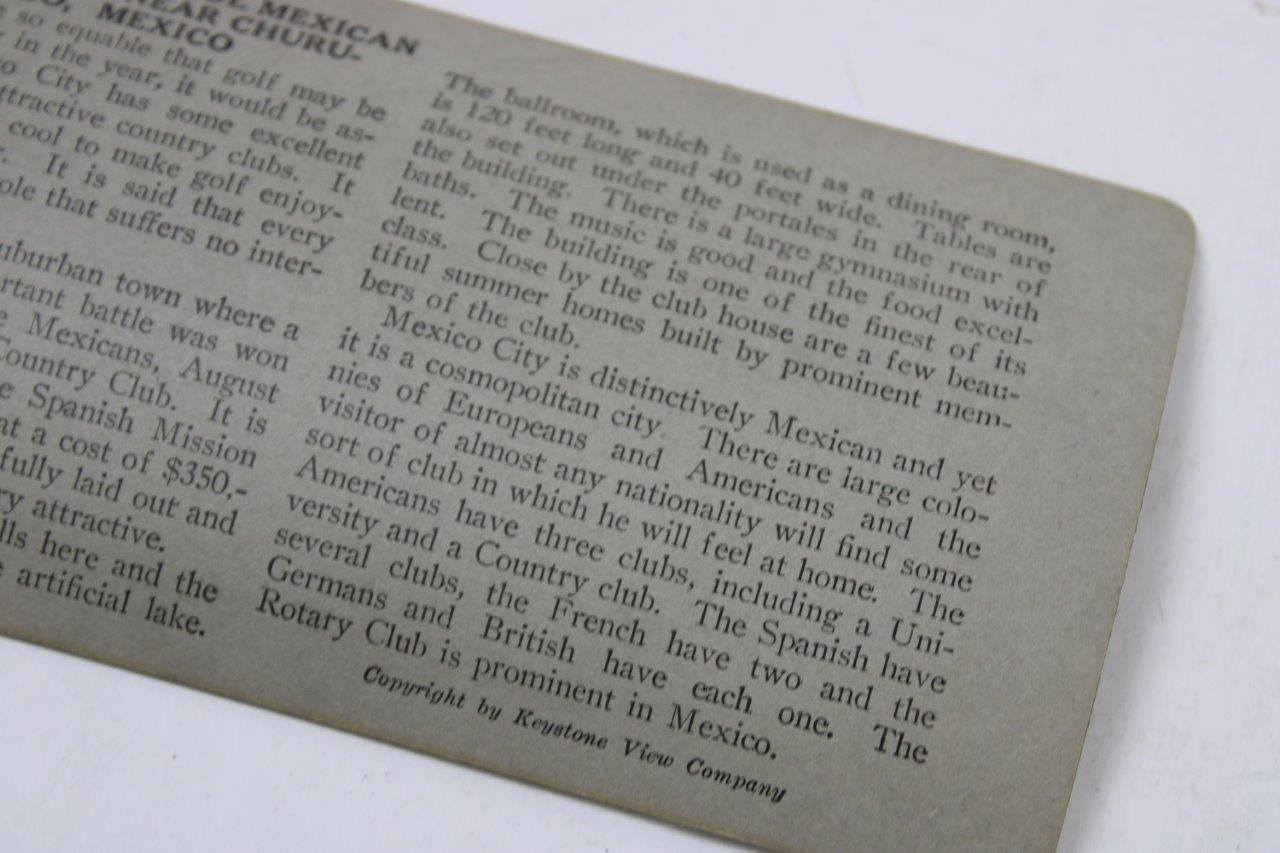 MEXICAN
NEAR CHURU-
MEXICO
so equable that golf may be
in the year, it would be as-
City has some excellent
attractive country clubs. It
cool to make golf enjoy-
It is said that every
that suffers no inter-
suburban town where a
battle was won
Mexicans, August
Country Club. It is
Spanish Mission
at a cost of $350,-
fully laid out and
attractive.
here and the
artificial lake.
The ballroom, which is used as a dining room,
is 120 feet long and 40 feet wide. Tables are
also set out under the portales in the rear of
the building. There is a large gymnasium with
baths. The music is good and the food excel-
lent. The building is one of the finest of its
class. Close by the club house are a few beau-
tiful summer homes built by prominent mem-
bers of the club.
Mexico City is distinctively Mexican and yet
it is a cosmopolitan city. There are large colo-
nies of Europeans and Americans and the
visitor of almost any nationality will find some
sort of club in which he will feel at home. The
Americans have three clubs, including a Uni-
versity and a Country club. The Spanish have
several clubs, the French have two and the
Germans and British have each one. The
Rotary Club is prominent in Mexico.
Copyright by Keystone View Company